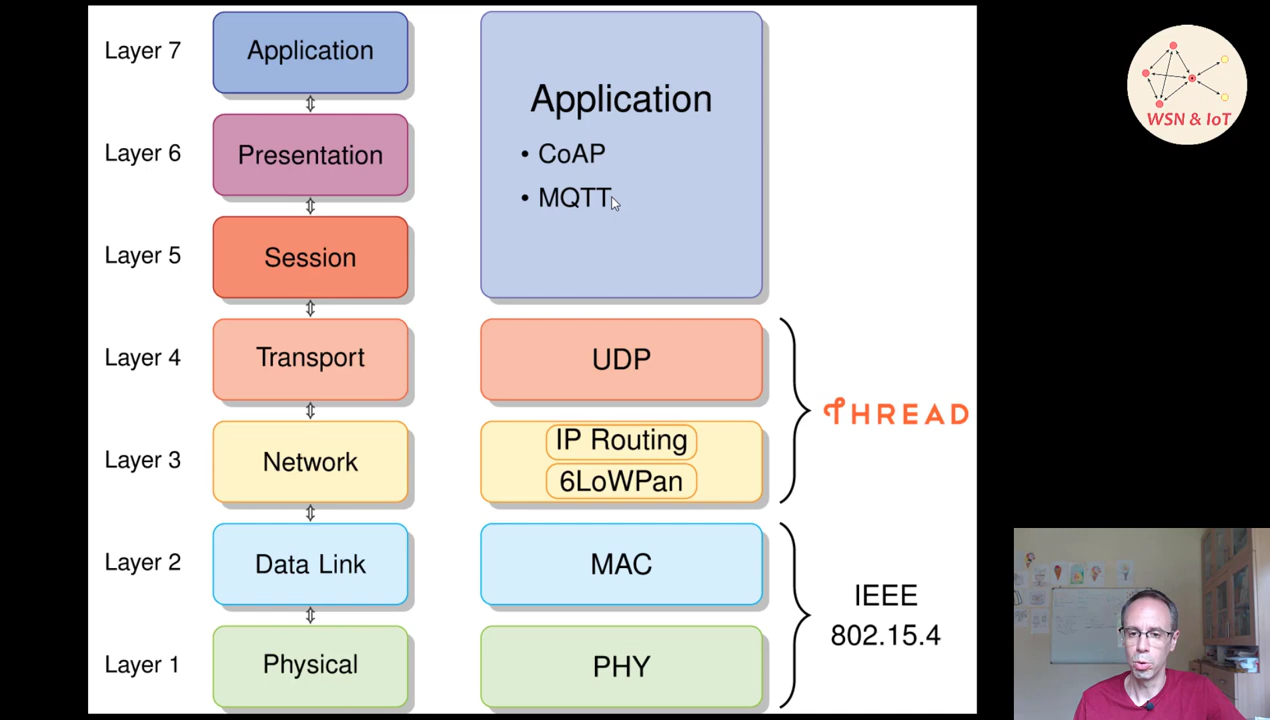 Layer 7
Application
Layer 6
Presentation
Layer 5
Session
Layer 4
Transport
Layer 3
Network
Layer 2
Data Link
Layer 1
Physical
Application
• CoAP
• MQTT
UDP
IP Routing
6LoWPan
MAC
PHY
THREAD
IEEE
802.15.4
WSN & IoT